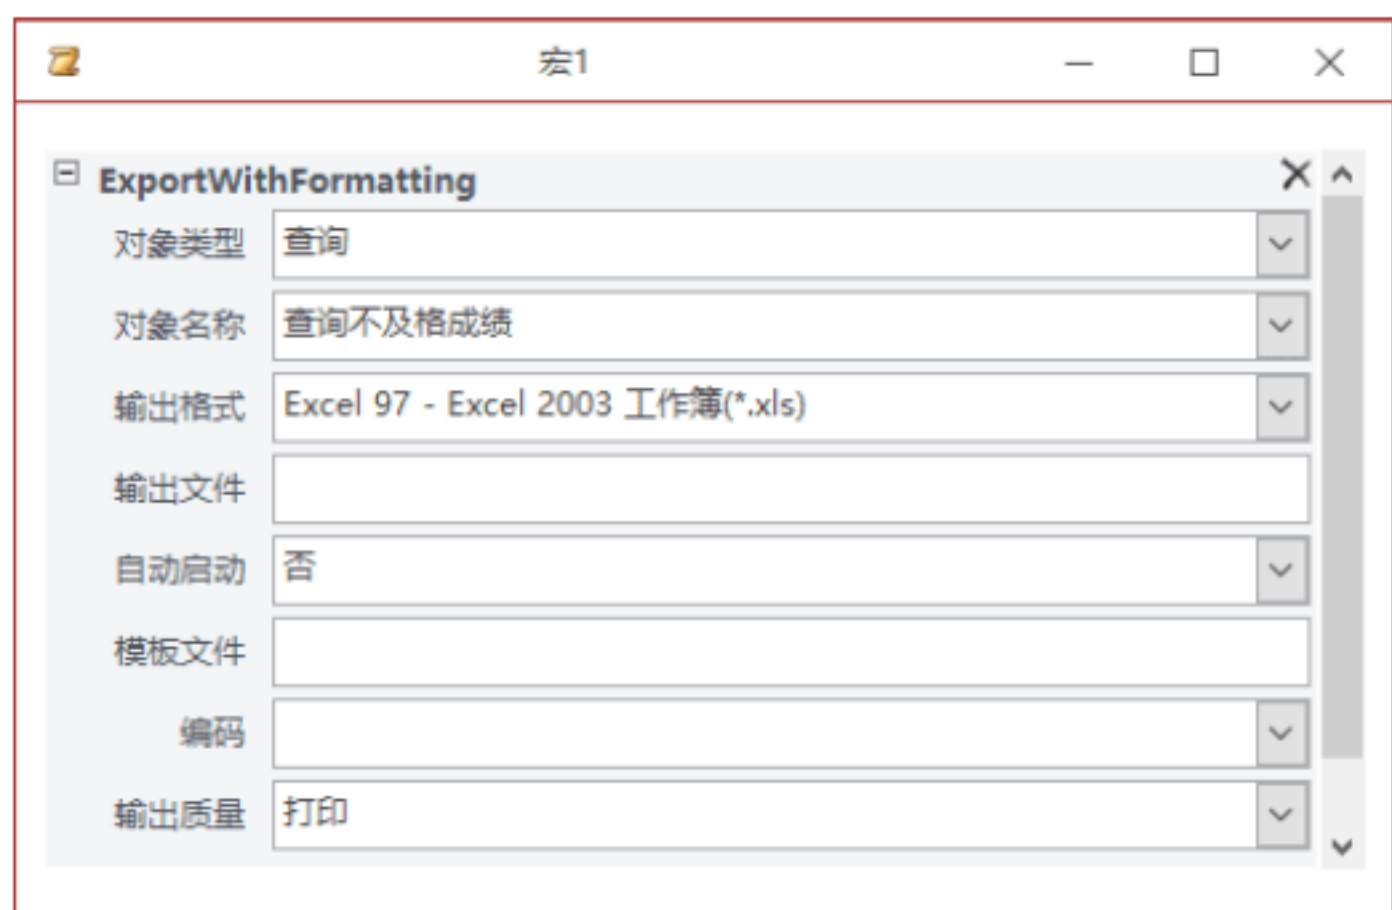 宏1
ExportWithFormatting
对象类型 查询
对象名称 查询不及格成绩
输出格式 Excel 97 - Excel 2003 工作簿(*.xls)
输出文件
自动启动 否
模板文件
编码
输出质量 打印